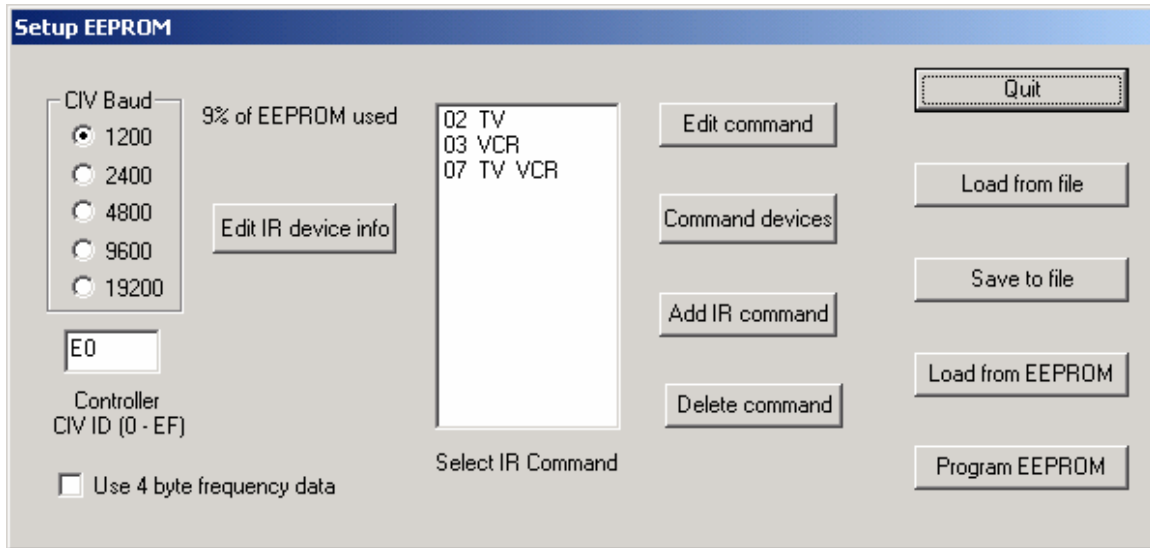 Setup EEPROM
CIV Baud
1200
2400
4800
9600
19200
E0
Controller
CIV ID (0 - EF)
Use 4 byte frequency data
9% of EEPROM used
Edit IR device info
02 TV
03 VCR
07 TV VCR
Select IR Command
Edit command
Command devices
Add IR command
Delete command
Quit
Load from file
Save to file
Load from EEPROM
Program EEPROM